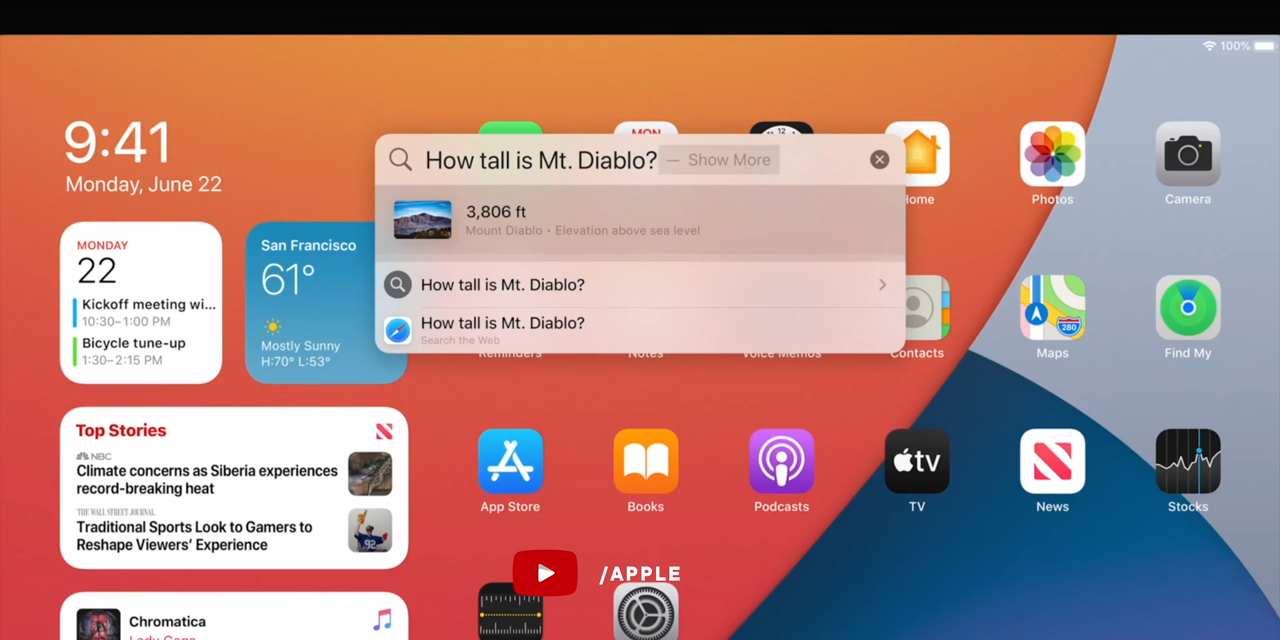 100%
9:41
Monday, June 22
MONDAY
22
Kickoff meeting wi...
10:30–1:00 PM
Bicycle tune-up
1:30–2:15 PM
San Francisco
61°
Mostly Sunny
H:70° L:53°
MON
12
How tall is Mt. Diablo? — Show More
3,806 ft
Mount Diablo • Elevation above sea level
How tall is Mt. Diablo?
How tall is Mt. Diablo?
Search the Web
Home
Photos
Camera
Reminders
Notes
Voice Memos
Contacts
Maps
280
Find My
Top Stories
NBC
Climate concerns as Siberia experiences
record-breaking heat
THE WALL STREET JOURNAL
Traditional Sports Look to Gamers to
Reshape Viewers' Experience
92
App Store
Books
Podcasts
tv
TV
News
Stocks
/APPLE
Chromatica
Lady Gaga